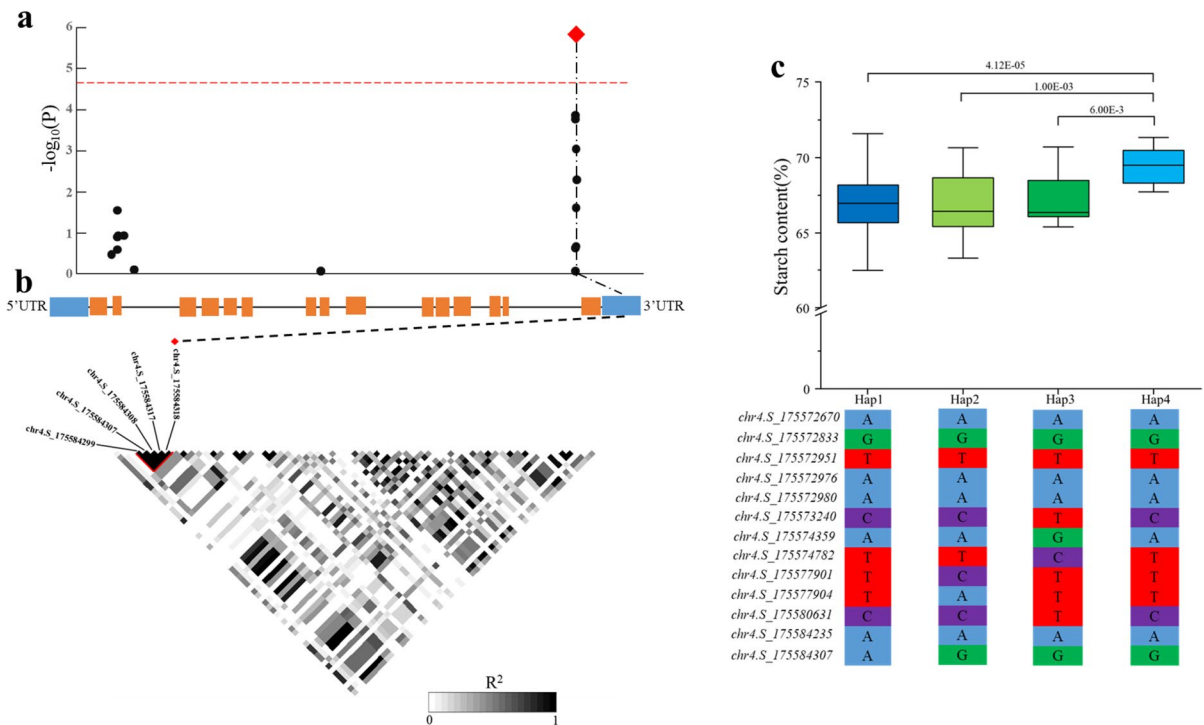 a
6
5
4
3
2
1
0
-log10(P)
b
5’UTR
3’UTR
chr4.S_175584299
chr4.S_175584307
chr4.S_175584308
chr4.S_175584317
chr4.S_175584318
R2
0 1
c
4.12E-05
1.00E-03
6.00E-3
75
70
65
60
0
Starch content(%)
Hap1 Hap2 Hap3 Hap4
chr4.S_175572670 A A A A
chr4.S_175572833 G G G G
chr4.S_175572951 T T T T
chr4.S_175572976 A A A A
chr4.S_175572980 A A A A
chr4.S_175573240 C C T C
chr4.S_175574359 A A G A
chr4.S_175574782 T T C T
chr4.S_175577901 T C T T
chr4.S_175577904 T A T T
chr4.S_175580631 C C T C
chr4.S_175584235 A A A A
chr4.S_175584307 A G G G